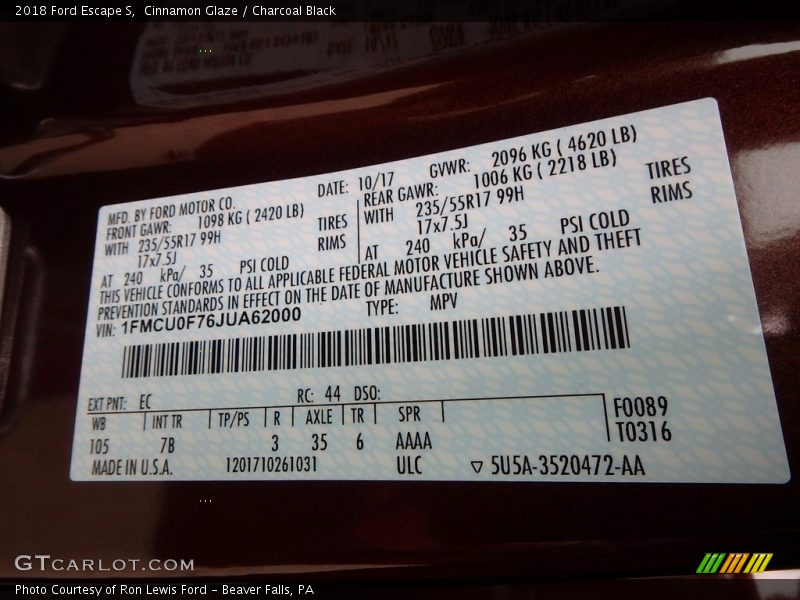 2018 Ford Escape S,  Cinnamon Glaze / Charcoal Black
MFD. BY FORD MOTOR CO. DATE: 10/17 GVWR: 2096 KG ( 4620 LB)
FRONT GAWR: 1098 KG ( 2420 LB) REAR GAWR: 1006 KG ( 2218 LB)
WITH 235/55R17 99H TIRES WITH 235/55R17 99H TIRES
17x7.5J RIMS 17x7.5J RIMS
AT 240 kPa/ 35 PSI COLD AT 240 kPa/ 35 PSI COLD
THIS VEHICLE CONFORMS TO ALL APPLICABLE FEDERAL MOTOR VEHICLE SAFETY AND THEFT
PREVENTION STANDARDS IN EFFECT ON THE DATE OF MANUFACTURE SHOWN ABOVE.
VIN: 1FMCU0F76JUA62000 TYPE: MPV
EXT PNT: EC RC: 44 DSO: F0089
WB INT TR TP/PS R AXLE TR SPR T0316
105 7B 3 35 6 AAAA
MADE IN U.S.A. 1201710261031 ULC ▽ 5U5A-3520472-AA
GTCARLOT.COM
Photo Courtesy of Ron Lewis Ford – Beaver Falls, PA